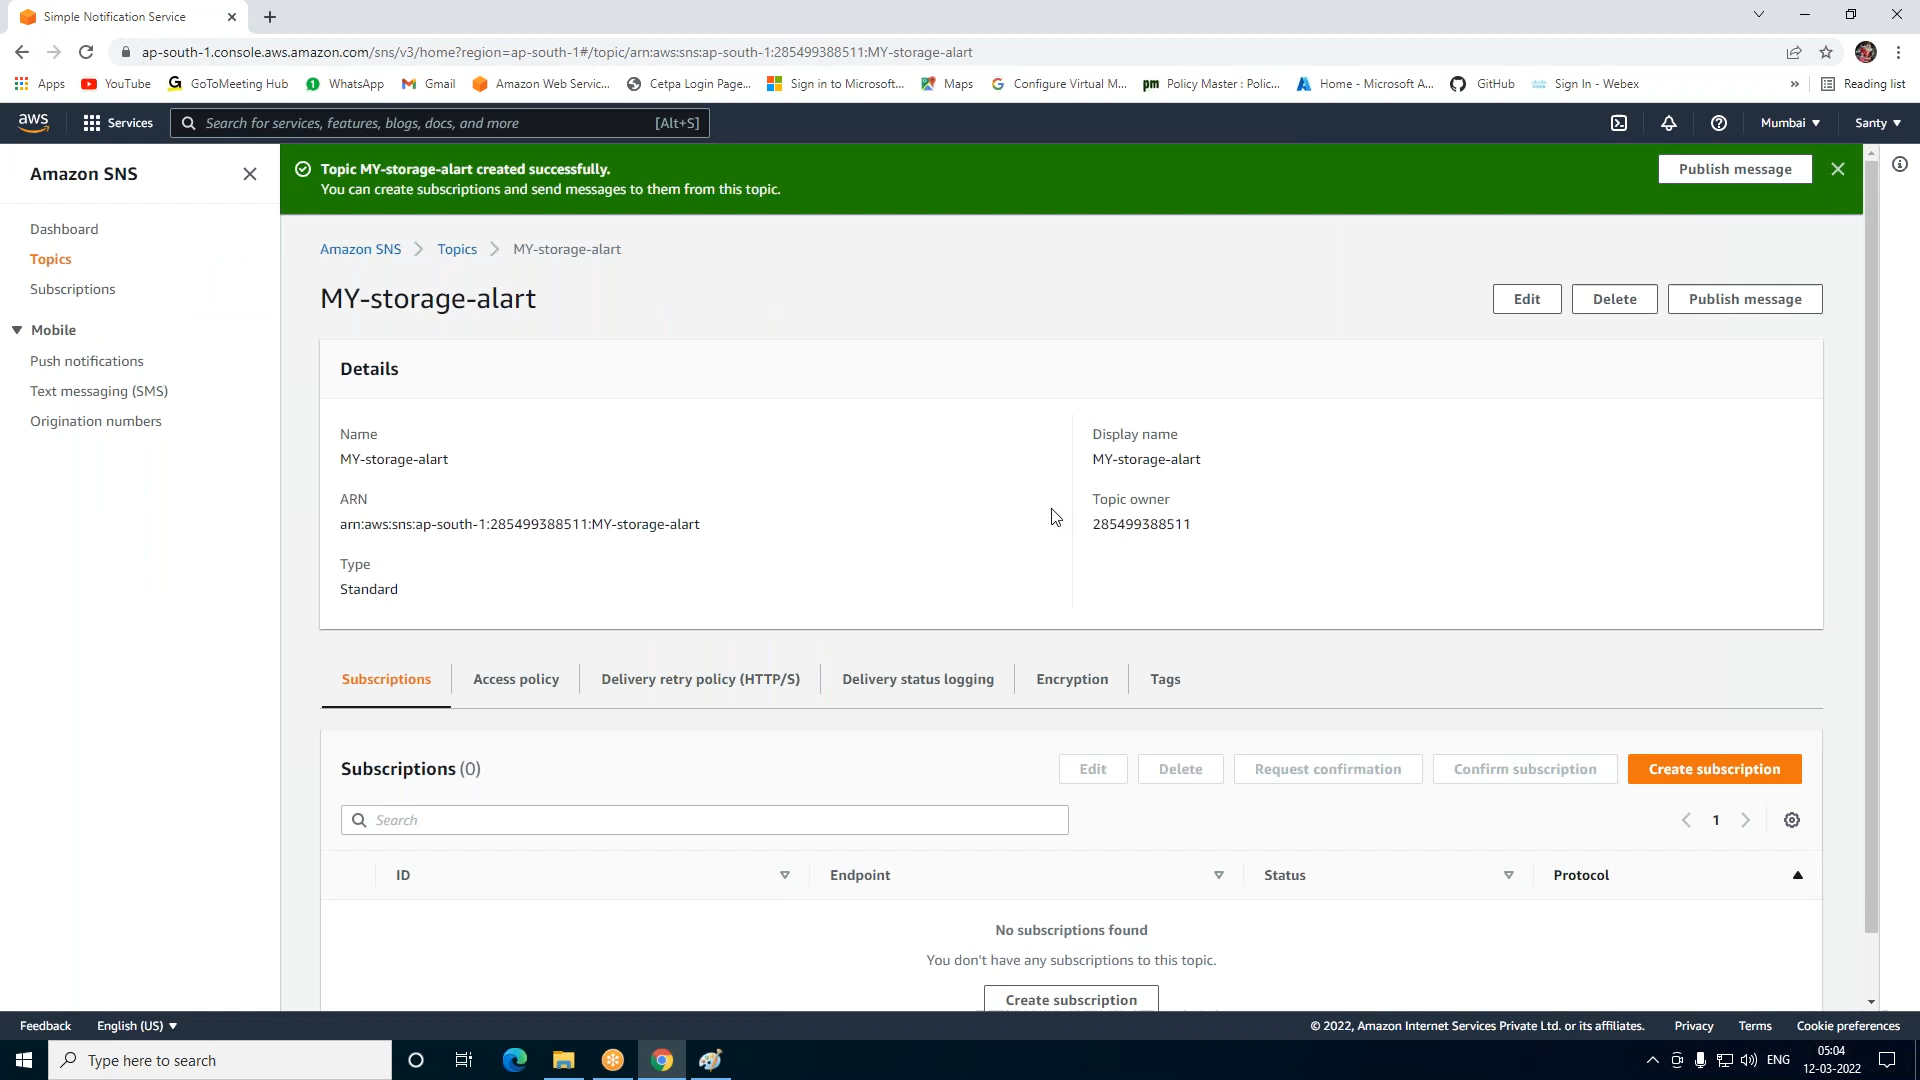 Simple Notification Service
ap-south-1.console.aws.amazon.com/sns/v3/home?region=ap-south-1#/topic/arn:aws:sns:ap-south-1:285499388511:MY-storage-alart
Apps YouTube GoToMeeting Hub WhatsApp Gmail Amazon Web Servic... Cetpa Login Page... Sign in to Microsoft... Maps Configure Virtual M... pm Policy Master : Polic... Home - Microsoft A... GitHub Sign In - Webex » Reading list
aws Services Search for services, features, blogs, docs, and more [Alt+S] Mumbai Santy
Amazon SNS
Dashboard
Topics
Subscriptions
Mobile
Push notifications
Text messaging (SMS)
Origination numbers
Topic MY-storage-alart created successfully.
You can create subscriptions and send messages to them from this topic.
Publish message
Amazon SNS Topics MY-storage-alart
MY-storage-alart
Edit Delete Publish message
Details
Name
MY-storage-alart
ARN
arn:aws:sns:ap-south-1:285499388511:MY-storage-alart
Type
Standard
Display name
MY-storage-alart
Topic owner
285499388511
Subscriptions Access policy Delivery retry policy (HTTP/S) Delivery status logging Encryption Tags
Subscriptions (0)
Edit Delete Request confirmation Confirm subscription Create subscription
Search
1
ID Endpoint Status Protocol
No subscriptions found
You don't have any subscriptions to this topic.
Create subscription
Feedback English (US) © 2022, Amazon Internet Services Private Ltd. or its affiliates. Privacy Terms Cookie preferences
Type here to search
ENG
05:04
12-03-2022